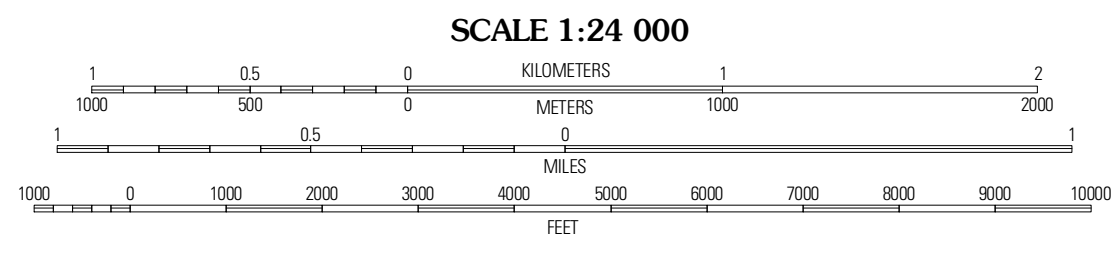 SCALE 1:24 000
1 0.5 0 KILOMETERS 1 2
1000 500 0 METERS 1000 2000
1 0.5 0 1
MILES
1000 0 1000 2000 3000 4000 5000 6000 7000 8000 9000 10000
FEET